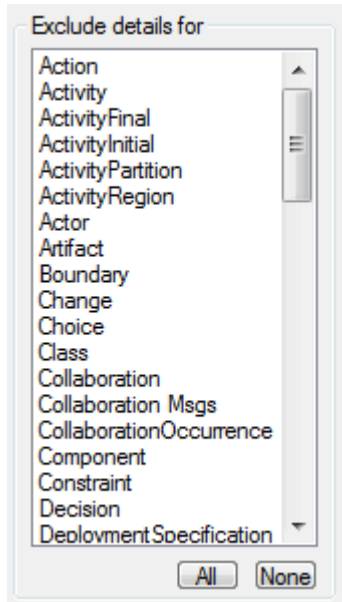 Exclude details for
Action
Activity
ActivityFinal
ActivityInitial
ActivityPartition
ActivityRegion
Actor
Artifact
Boundary
Change
Choice
Class
Collaboration
Collaboration Msgs
CollaborationOccurrence
Component
Constraint
Decision
DeploymentSpecification
All None